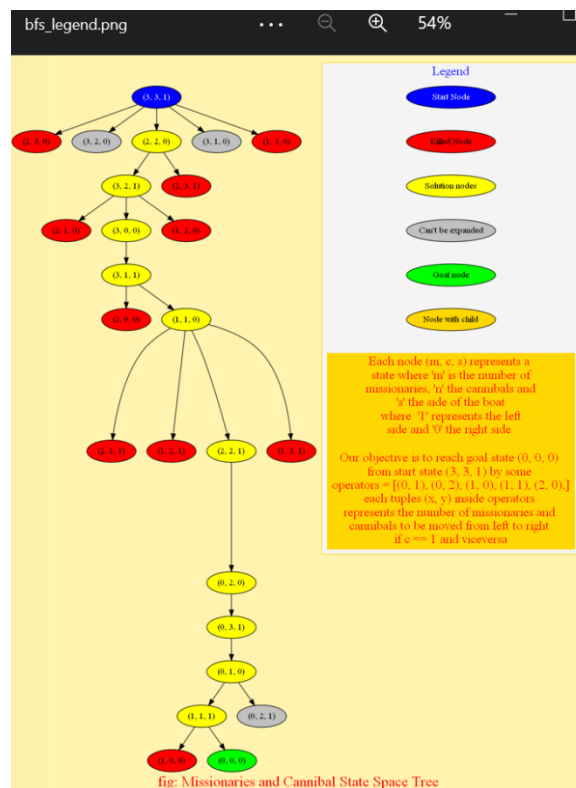 bfs_legend.png ... 54%
Legend
(3, 3, 1) Start Node
(2, 3, 0) (3, 2, 0) (2, 2, 0) (3, 1, 0) (1, 3, 0) Killed Node
(3, 2, 1) (2, 3, 1) Solution nodes
(2, 1, 0) (3, 0, 0) (1, 2, 0) Can't be expanded
(3, 1, 1) Goal node
(2, 0, 0) (1, 1, 0) Node with child
Each node (m, c, s) represents a
state where 'm' is the number of
missionaries, 'n' the cannibals and
's' the side of the boat
where '1' represents the left
side and '0' the right side
(2, 1, 1) (1, 2, 1) (2, 2, 1) (1, 3, 1)
Our objective is to reach goal state (0, 0, 0)
from start state (3, 3, 1) by some
operators = [(0, 1), (0, 2), (1, 0), (1, 1), (2, 0),]
each tuples (x, y) inside operators
represents the number of missionaries and
cannibals to be moved from left to right
if c == 1 and viceversa
(0, 2, 0)
(0, 3, 1)
(0, 1, 0)
(1, 1, 1) (0, 2, 1)
(1, 0, 0) (0, 0, 0)
fig: Missionaries and Cannibal State Space Tree